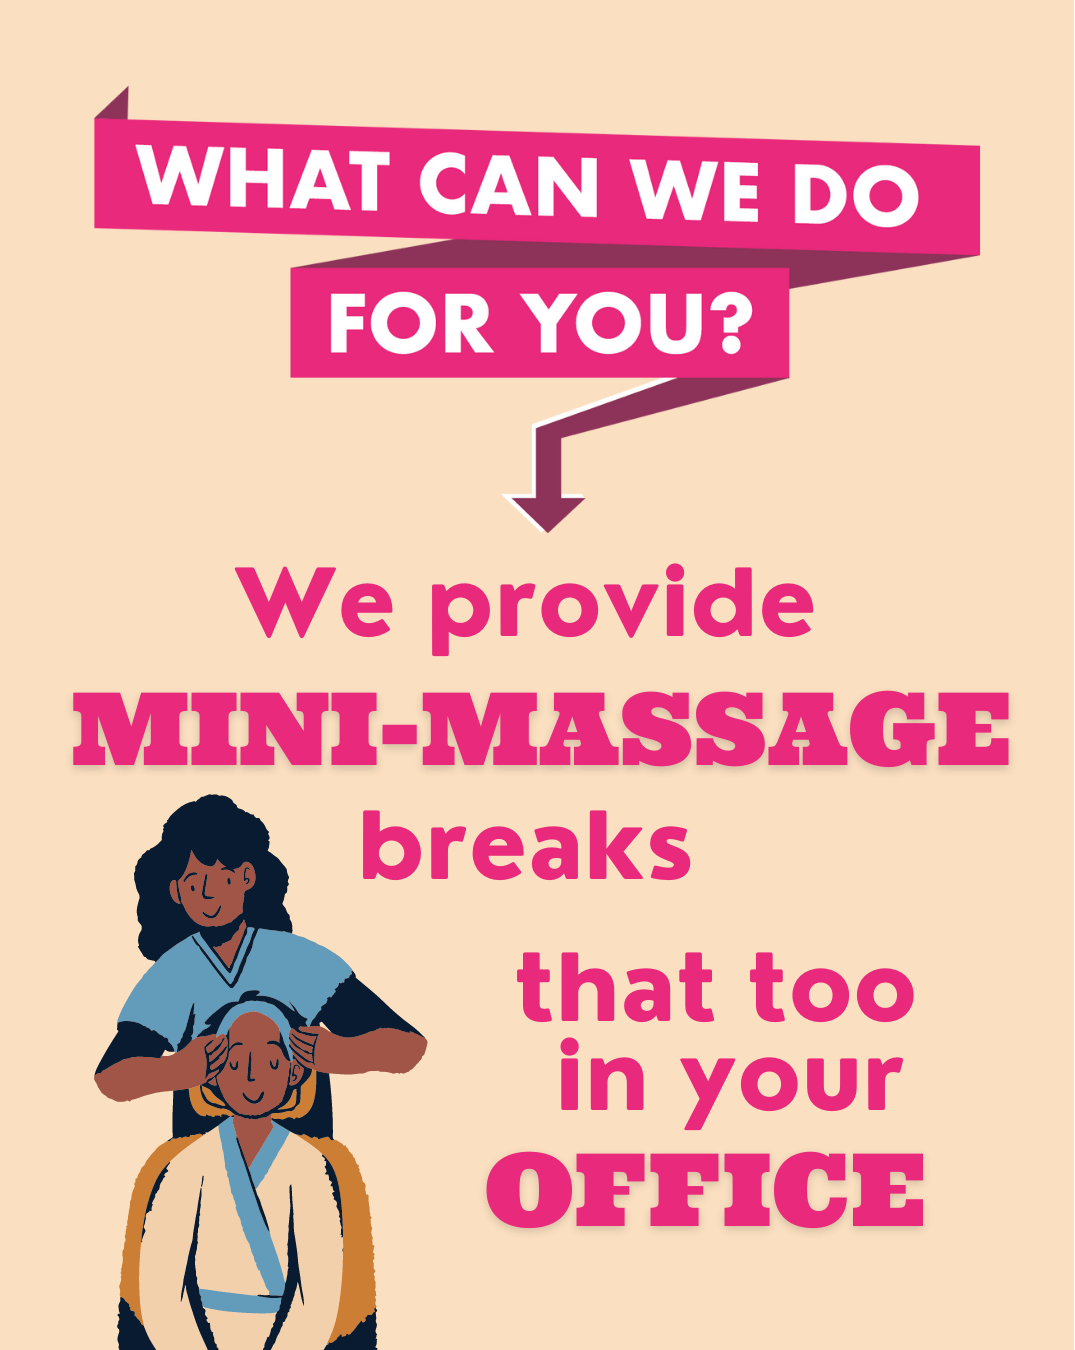 WHAT CAN WE DO
FOR YOU?
We provide
MINI-MASSAGE
breaks
that too
in your
OFFICE